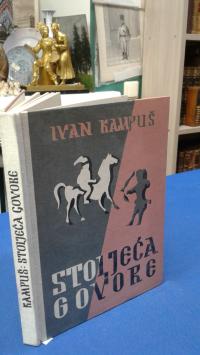 IVAN KAMPUŠ
STOLJEĆA
GOVORE
KAMPUŠ: STOLJEĆA GOVORE